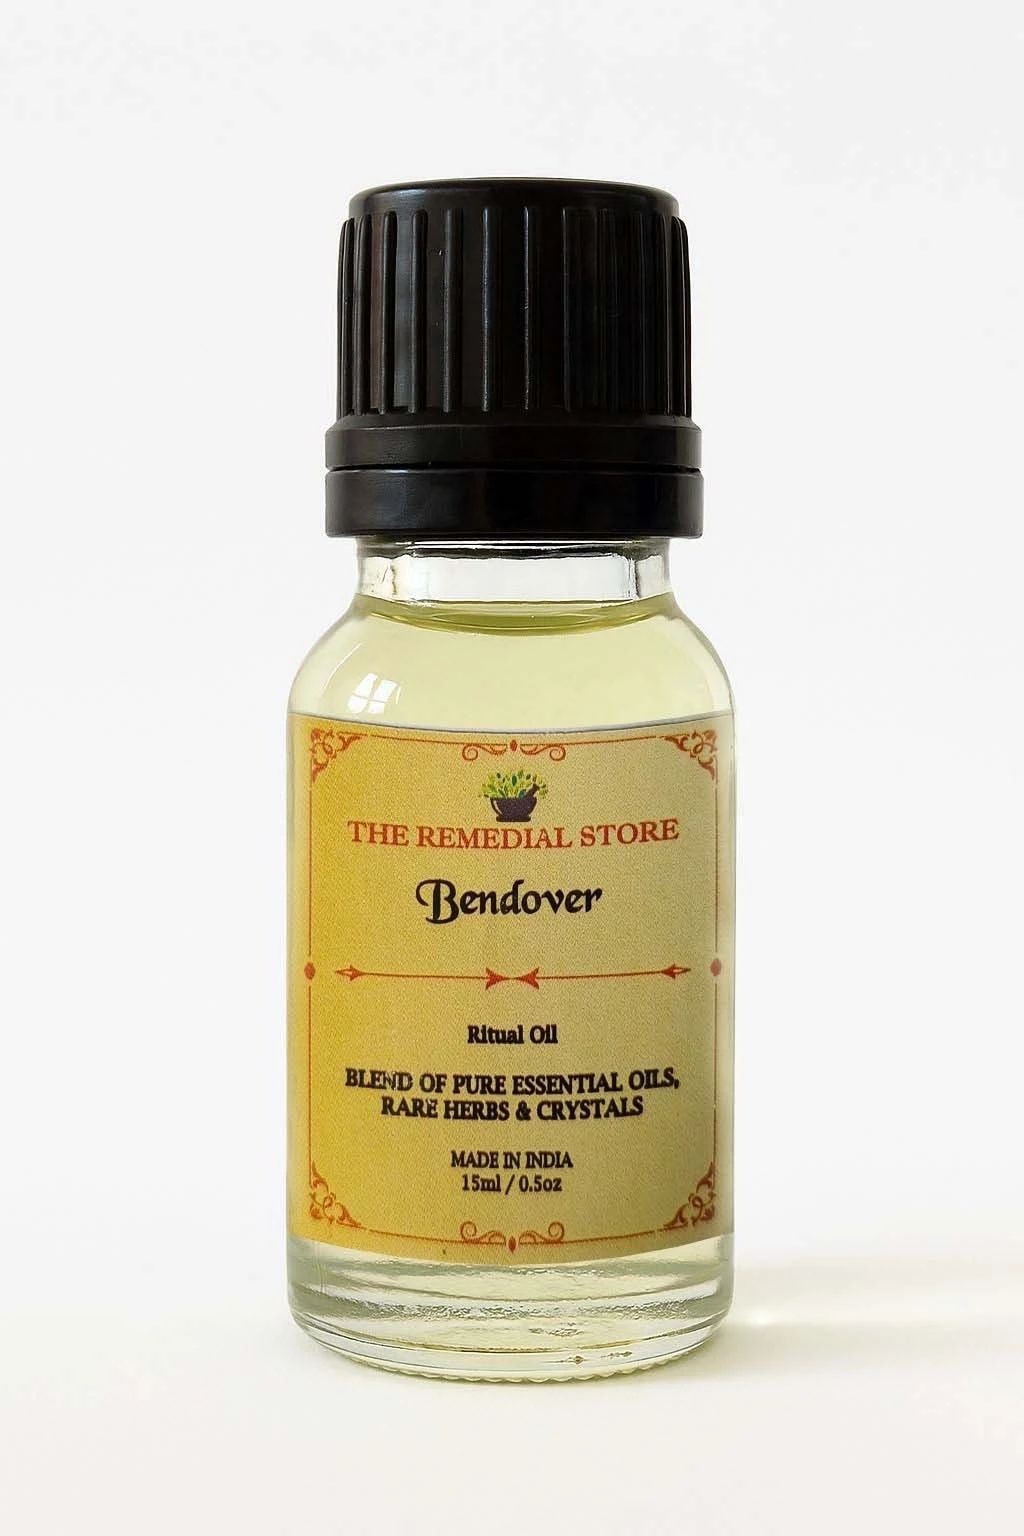 THE REMEDIAL STORE
Bendover
Ritual Oil
BLEND OF PURE ESSENTIAL OILS,
RARE HERBS & CRYSTALS
MADE IN INDIA
15ml / 0.5oz